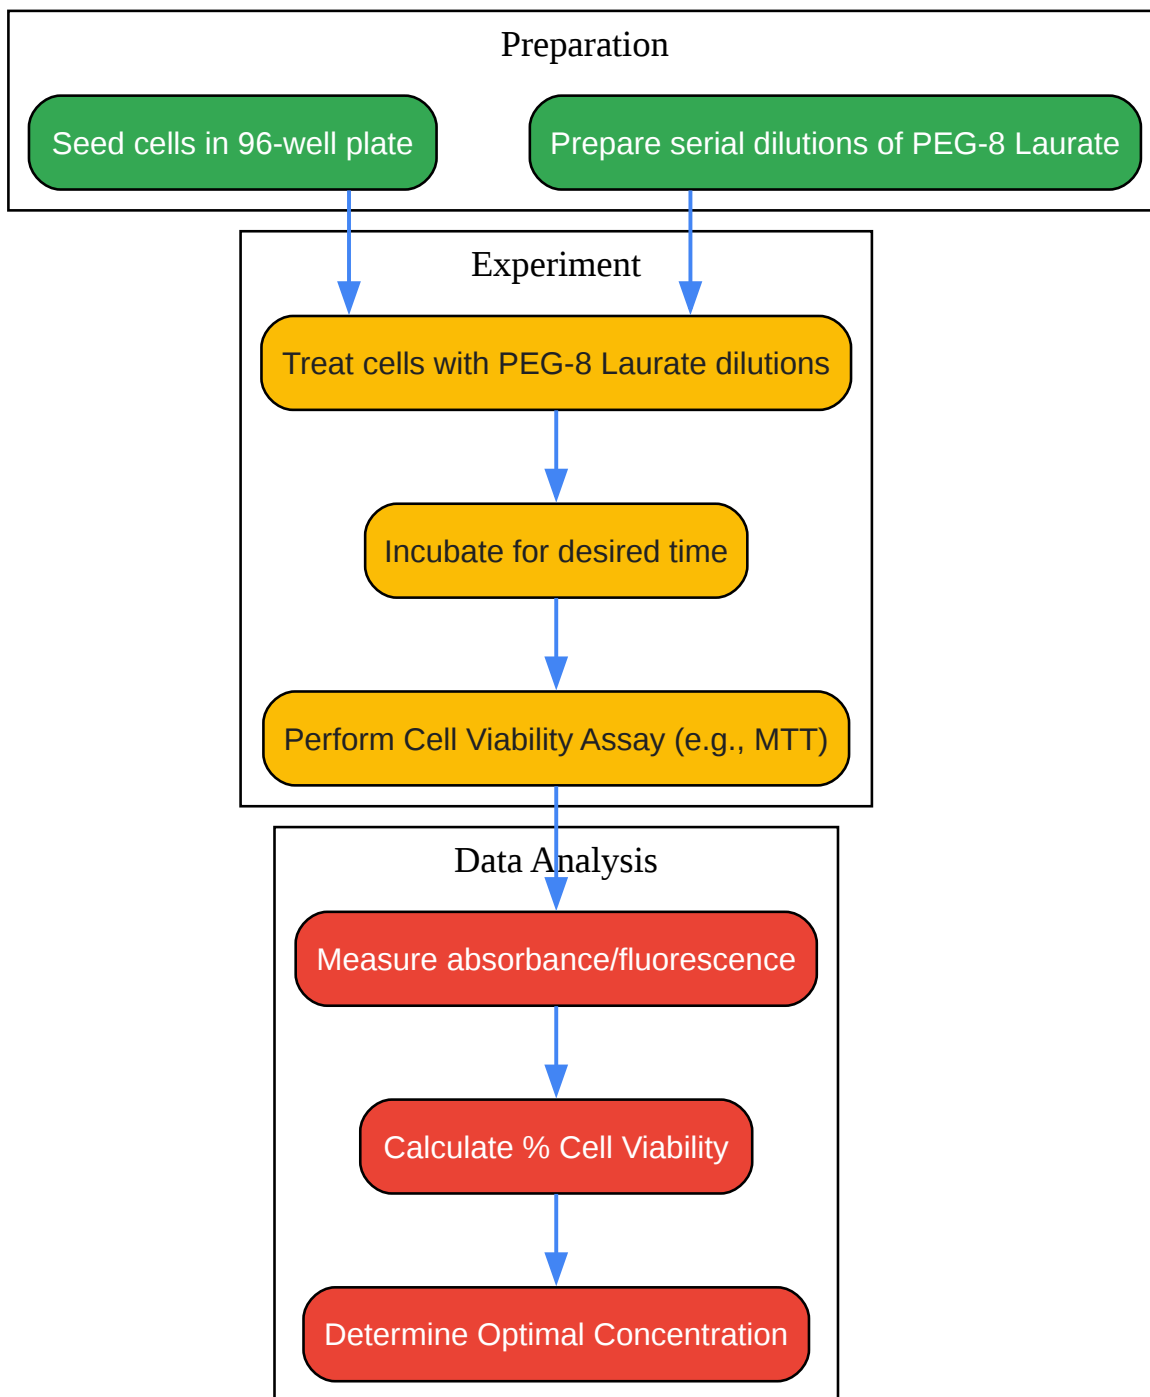 Preparation
Seed cells in 96-well plate
Prepare serial dilutions of PEG-8 Laurate
Experiment
Treat cells with PEG-8 Laurate dilutions
Incubate for desired time
Perform Cell Viability Assay (e.g., MTT)
Data Analysis
Measure absorbance/fluorescence
Calculate % Cell Viability
Determine Optimal Concentration